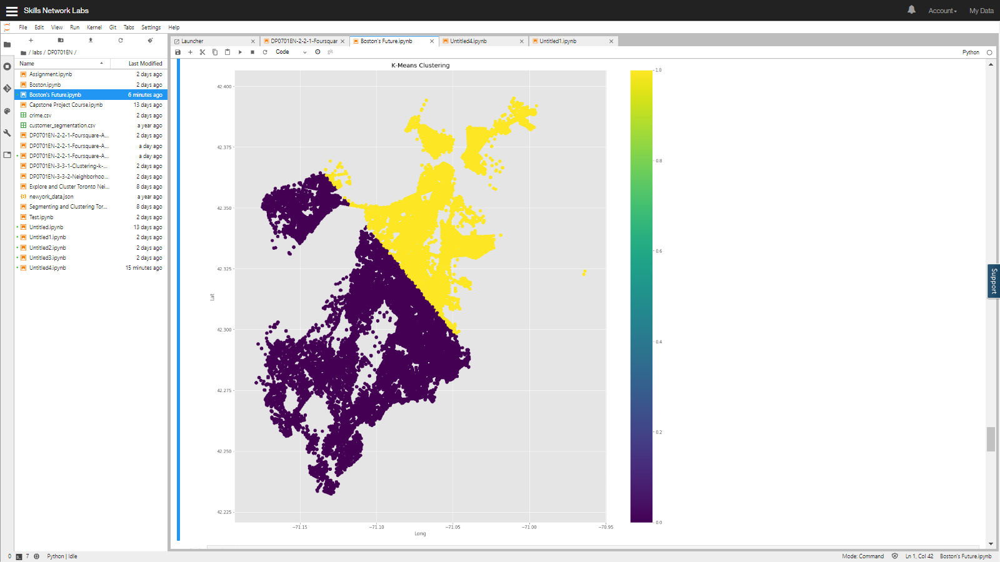 Skills Network Labs
Account
My Data
File Edit View Run Kernel Git Tabs Settings Help
Launcher
DP0701EN-2-2-1-Foursquar
Boston's Future.ipynb
Untitled4.ipynb
Untitled1.ipynb
/ labs / DP0701EN /
Code
git
Python
Name Last Modified
Assignment.ipynb 2 days ago
Boston.ipynb 2 days ago
Boston's Future.ipynb 6 minutes ago
Capstone Project Course.ipynb 13 days ago
crime.csv 2 days ago
customer_segmentation.csv a year ago
DP0701EN-2-2-1-Foursquare-A... 2 days ago
DP0701EN-2-2-1-Foursquare-A... a day ago
DP0701EN-2-2-1-Foursquare-A... a day ago
DP0701EN-3-3-1-Clustering-k-... 2 days ago
DP0701EN-3-3-2-Neighborhoo... 2 days ago
Explore and Cluster Toronto Nei... 8 days ago
newyork_data.json a year ago
Segmenting and Clustering Tor... 8 days ago
Test.ipynb 2 days ago
Untitled.ipynb 13 days ago
Untitled1.ipynb 2 days ago
Untitled2.ipynb 2 days ago
Untitled3.ipynb 2 days ago
Untitled4.ipynb 15 minutes ago
K-Means Clustering
42.400
42.375
42.350
42.325
42.300
42.275
42.250
42.225
Lat
−71.15 −71.10 −71.05 −71.00 −70.95
Long
1.0
0.8
0.6
0.4
0.2
0.0
Support
0 7 Python | Idle
Mode: Command Ln 1, Col 42 Boston's Future.ipynb